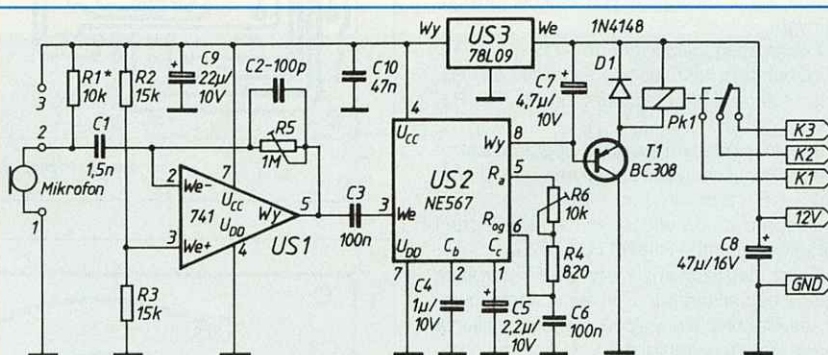 Wy
US3
78L09
We
1N4148
D1
R1*
10k
R2
15k
C9
22µ/
10V
C2-100p
C10
47n
C7
4,7µ/
10V
Pk1
3
2
1
Mikrofon
C1
1,5n
R5
1M
2
We-
7
UCC
741
UDD
Wy
5
3
We+
4
US1
C3
100n
R3
15k
4
UCC
Wy
8
US2
NE567
3
We
Ra
5
Rog
6
UDD
Cb
Cc
7
2
1
R6
10k
R4
820
T1
BC308
C4
1µ/
10V
C5
2,2µ/
10V
C6
100n
C8
47µ/16V
K3
K2
K1
12V
GND